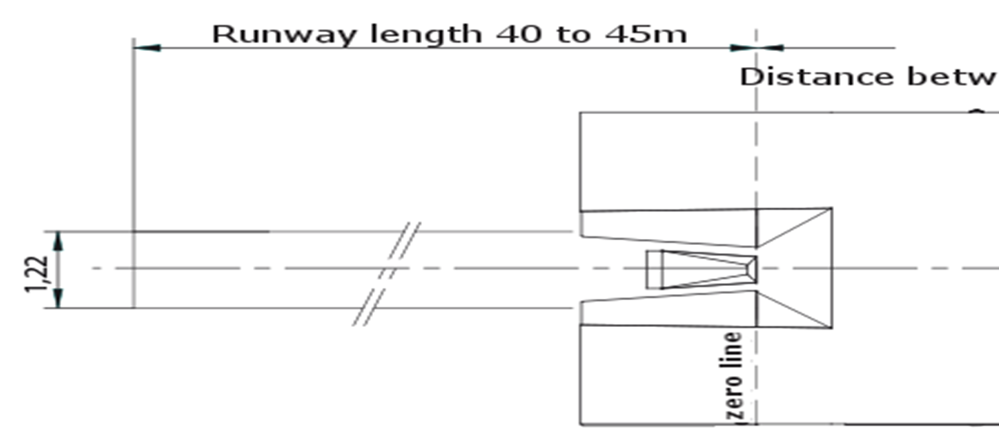 Runway length 40 to 45m
Distance betw
1,22
zero line